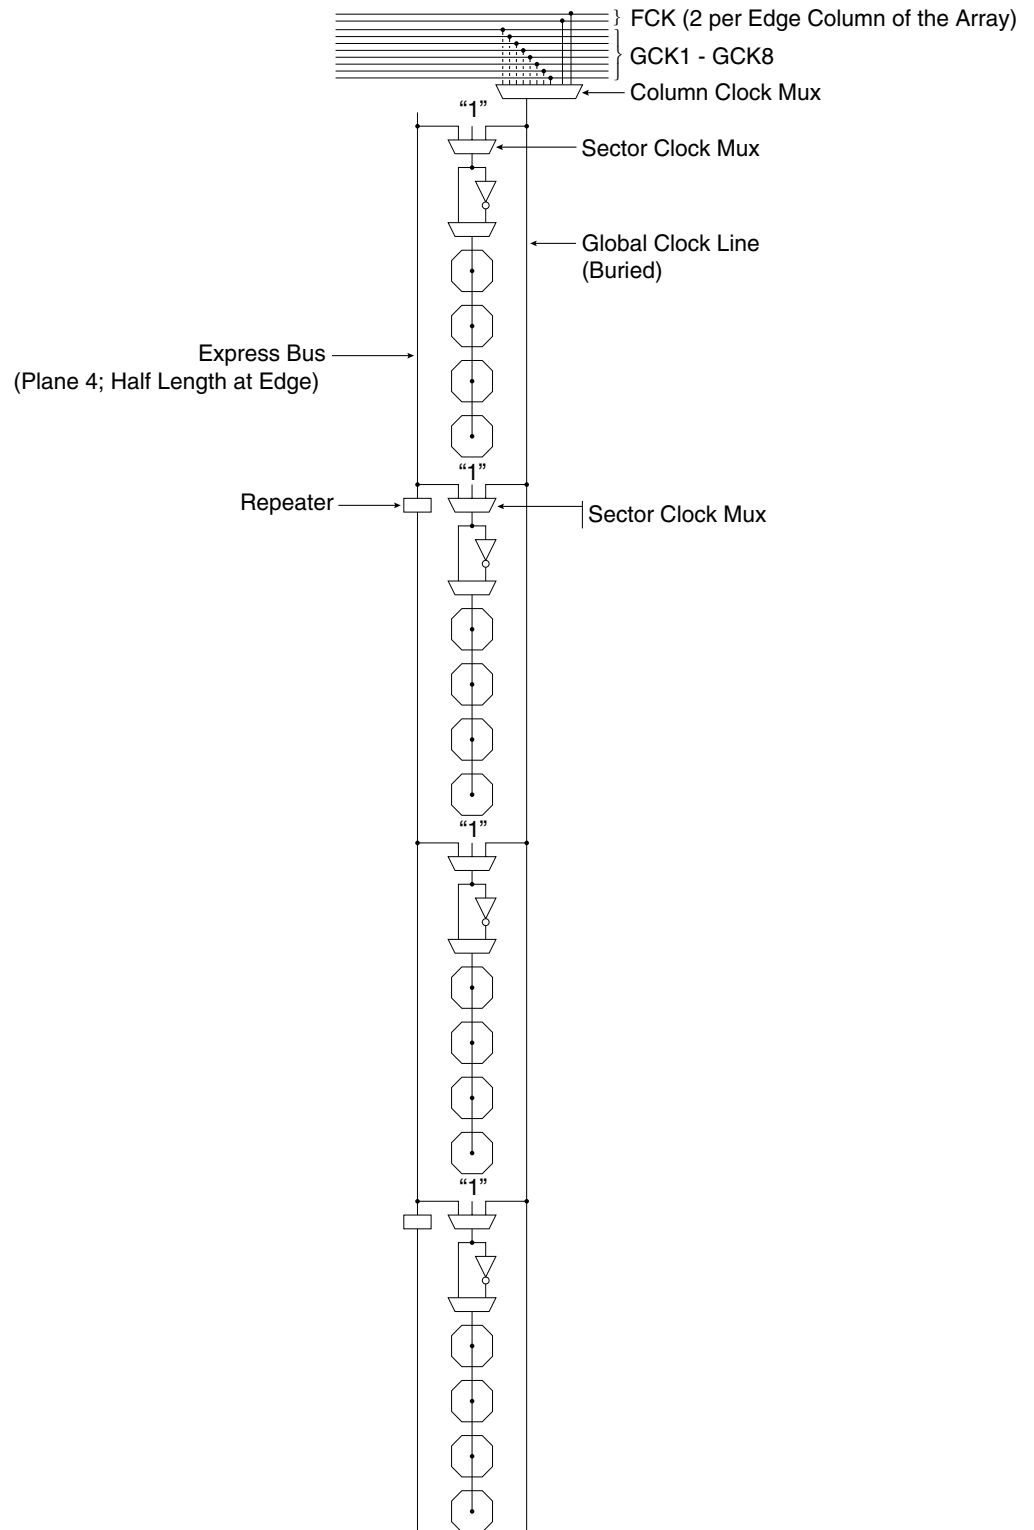 FCK (2 per Edge Column of the Array)
GCK1 - GCK8
Column Clock Mux
“1”
Sector Clock Mux
Global Clock Line
(Buried)
Express Bus
(Plane 4; Half Length at Edge)
“1”
Repeater
Sector Clock Mux
“1”
“1”